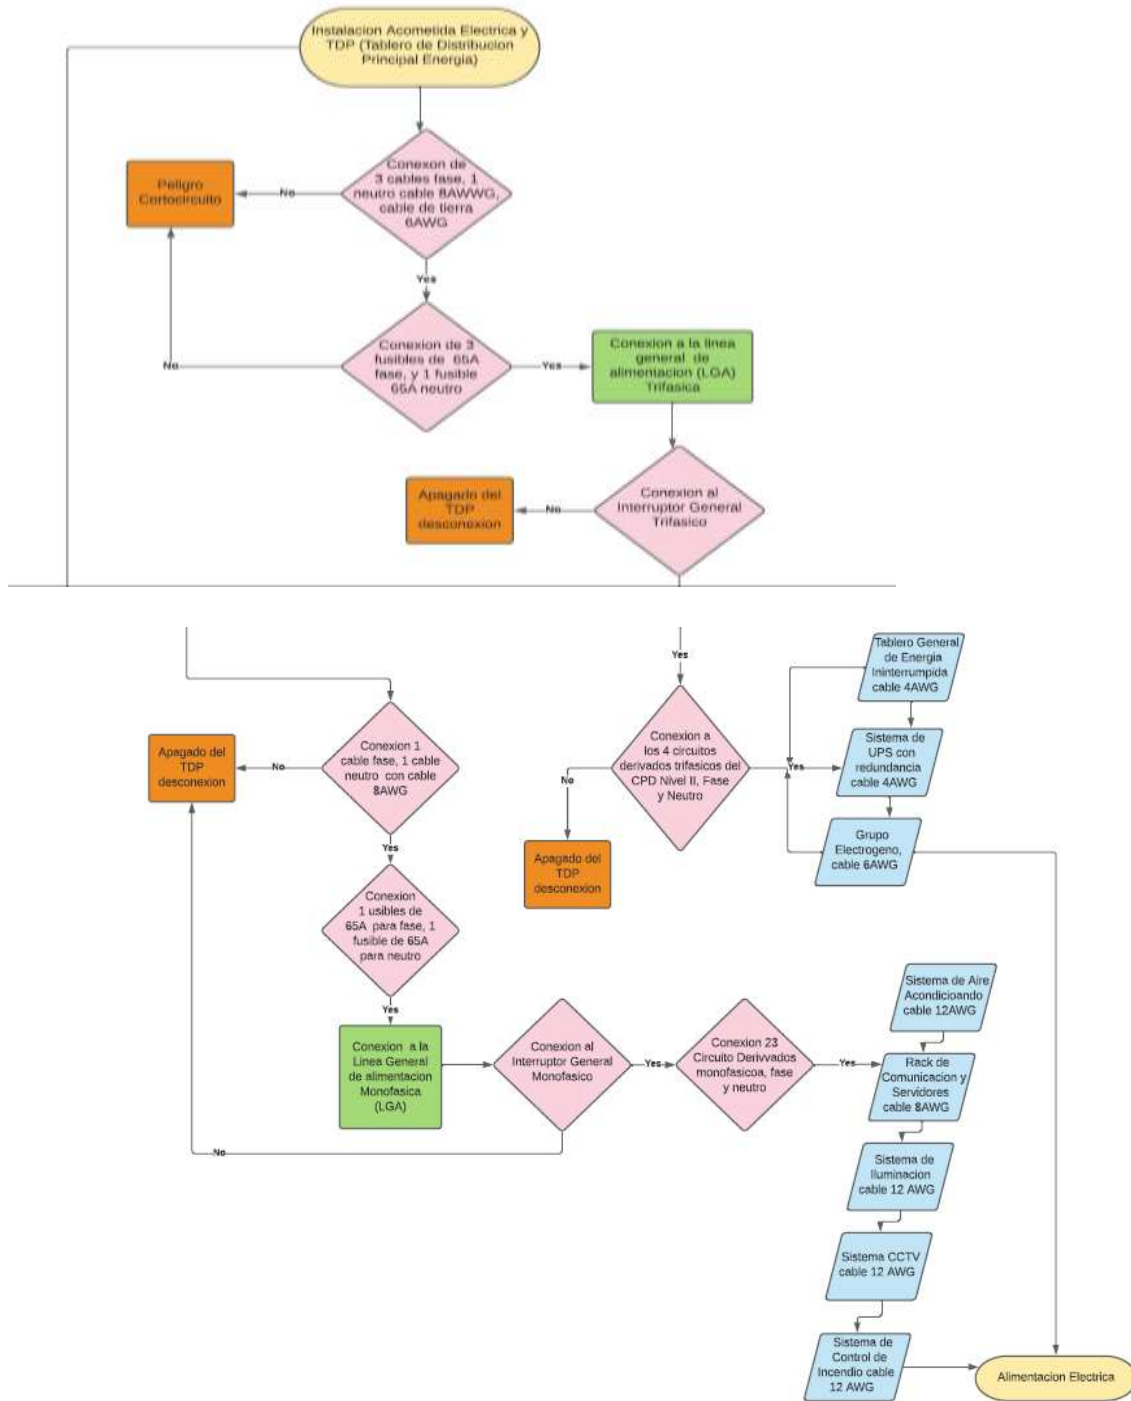 Instalacion Acometida Electrica y
TDP (Tablero de Distribucion
Principal Energia)
Conexon de
3 cables fase, 1
neutro cable 8AWWG,
cable de tierra
6AWG
No
Peligro
Cortocircuito
Yes
Conexion de 3
fusibles de 65A
fase, y 1 fusible
65A neutro
No
Yes
Conexion a la linea
general de
alimentacion (LGA)
Trifasica
Conexion al
Interruptor General
Trifasico
No
Apagado del
TDP
desconexion
Yes
Tablero General
de Energia
Ininterrumpida
cable 4AWG
Conexion 1
cable fase, 1 cable
neutro con cable
8AWG
No
Apagado del
TDP
desconexion
Conexion a
los 4 circuitos
derivados trifasicos del
CPD Nivel II, Fase
y Neutro
Yes
Sistema de
UPS con
redundancia
cable 4AWG
No
Apagado del
TDP
desconexion
Grupo
Electrogeno,
cable 6AWG
Yes
Conexion
1 usibles de
65A para fase, 1
fusible de 65A
para neutro
Yes
Conexion a la
Linea General
de alimentacion
Monofasica
(LGA)
Conexion al
Interruptor General
Monofasico
No
Yes
Conexion 23
Circuito Derivvados
monofasicoa, fase
y neutro
Yes
Sistema de Aire
Acondicioando
cable 12AWG
Rack de
Comunicacion y
Servidores
cable 8AWG
Sistema de
Iluminacion
cable 12 AWG
Sistema CCTV
cable 12 AWG
Sistema de
Control de
Incendio cable
12 AWG
Alimentacion Electrica